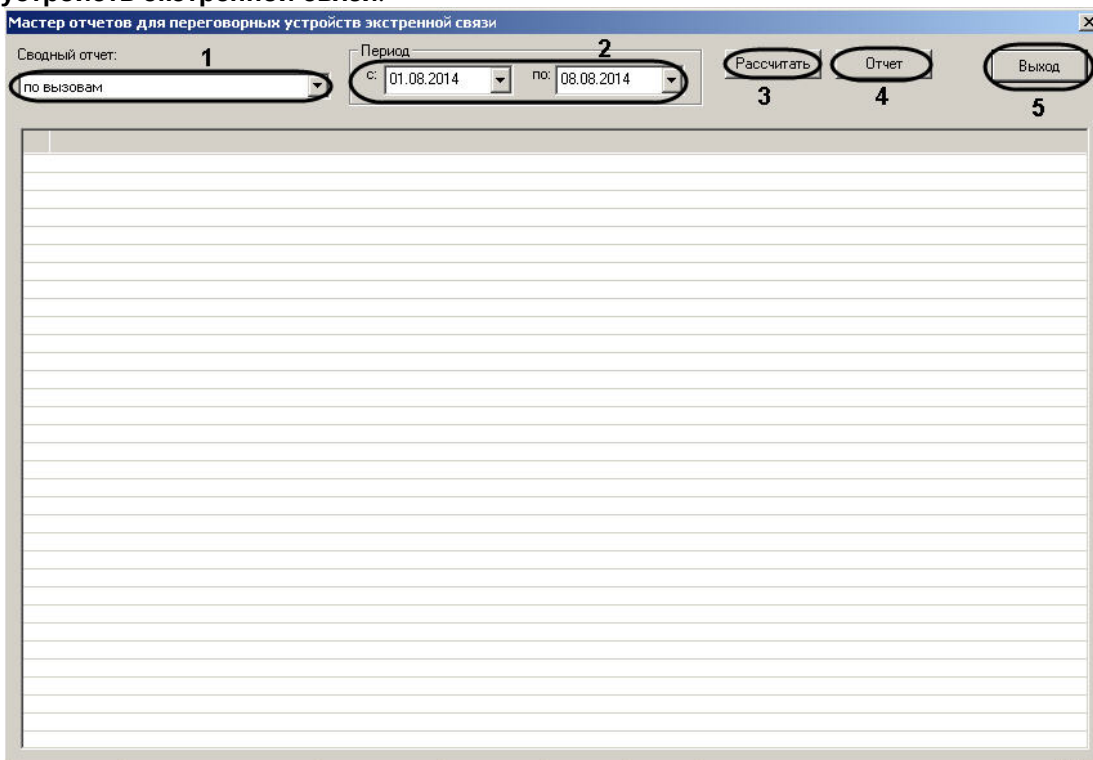 устройств экстренной связи.
Мастер отчетов для переговорных устройств экстренной связи
Сводный отчет: 1
по вызовам
Период 2
с: 01.08.2014 по: 08.08.2014
Рассчитать Отчет Выход
3 4 5